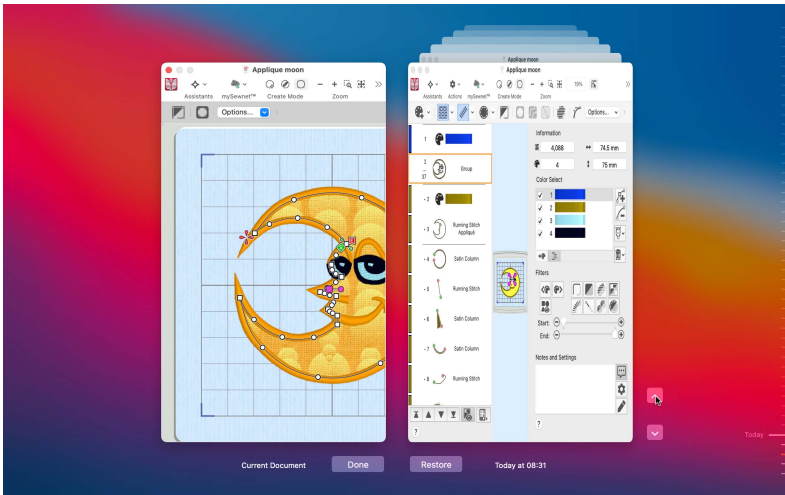 Applique moon
Assistants mySewnet™ Create Mode Zoom
Options...
Applique moon
Applique moon
19%
Assistants Actions mySewnet™ Create Mode Zoom
Options...
1
2
...
37
Group
2
3 Running Stitch
Appliqué
4 Satin Column
5 Running Stitch
6 Satin Column
7 Satin Column
8 Running Stitch
?
Information
4,088 74.5 mm
4 75 mm
Color Select
1
2
3
4
Filters
Start:
End:
Notes and Settings
?
Today
Current Document Done Restore Today at 08:31